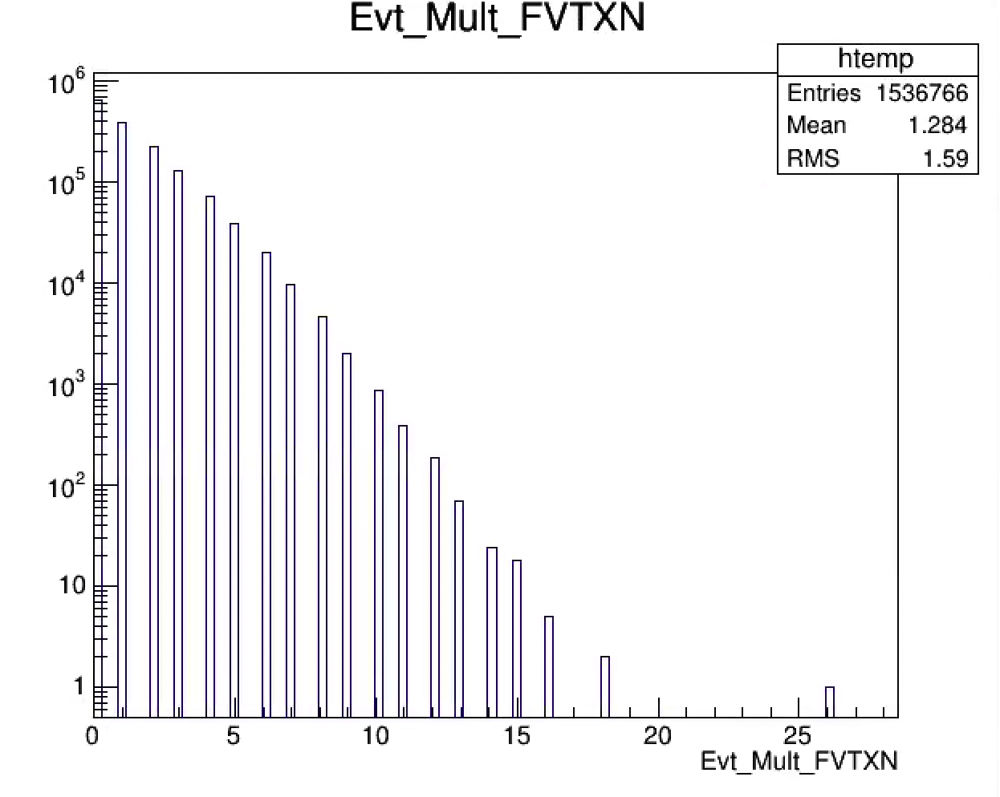 Evt_Mult_FVTXN
htemp
Entries 1536766
Mean 1.284
RMS 1.59
10^6
10^5
10^4
10^3
10^2
10
1
0 5 10 15 20 25
Evt_Mult_FVTXN